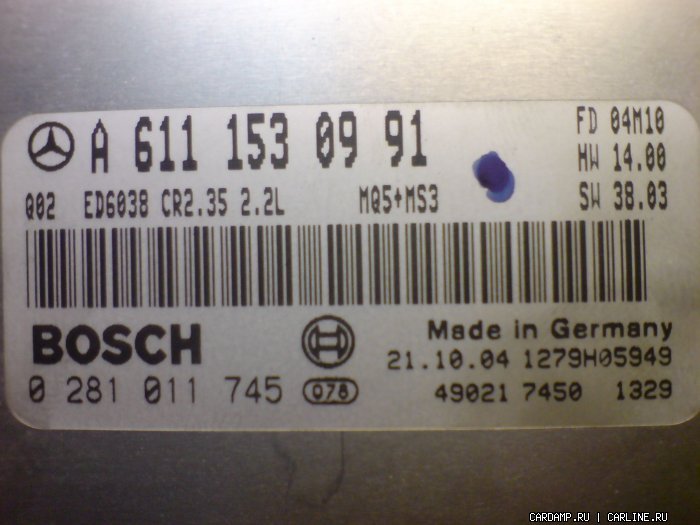 A 611 153 09 91
FD 04M10
HW 14.00
SW 38.03
Q02 ED6038 CR2.35 2.2L MQ5+MS3
BOSCH
Made in Germany
21.10.04 1279H05949
0 281 011 745 078
49021 7450 1329
CARDAMP.RU | CARLINE.RU